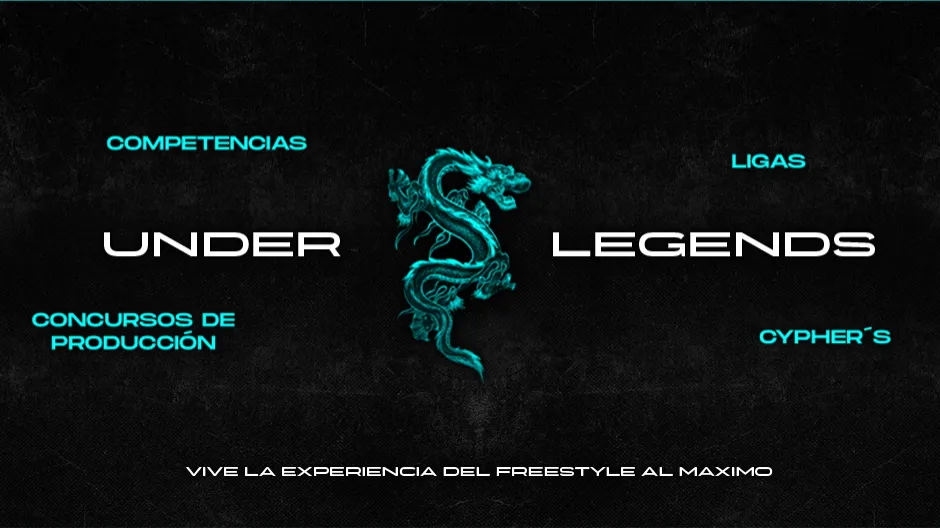 COMPETENCIAS
LIGAS
UNDER LEGENDS
CONCURSOS DE
PRODUCCIÓN
CYPHER´S
VIVE LA EXPERIENCIA DEL FREESTYLE AL MAXIMO